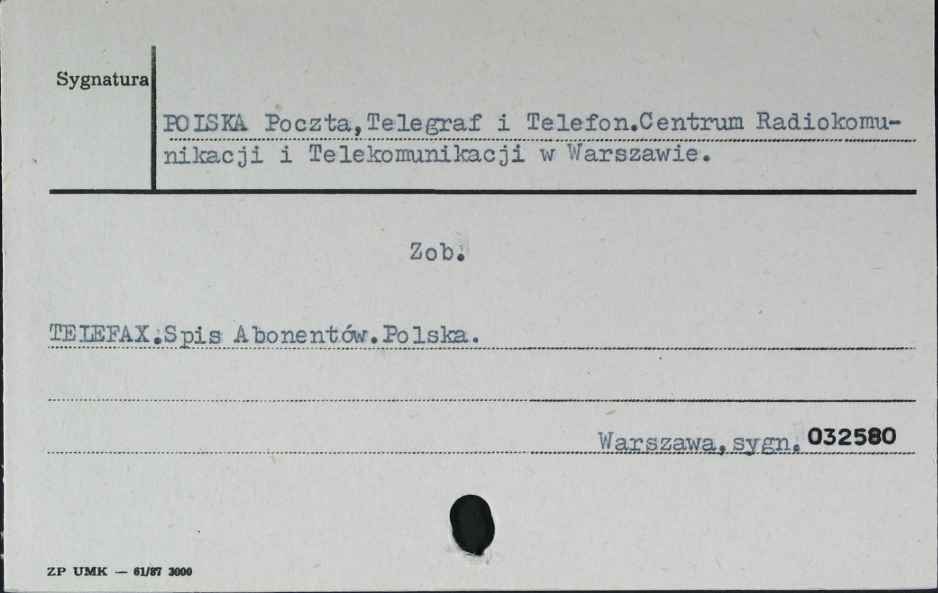 Sygnatura
POLSKA Poczta,Telegraf i Telefon.Centrum Radiokomu-
nikacji i Telekomunikacji w Warszawie.
Zob.
TELEFAX.Spis Abonentów.Polska.
Warszawa,sygn. 032580
ZP UMK — 61/87 3000